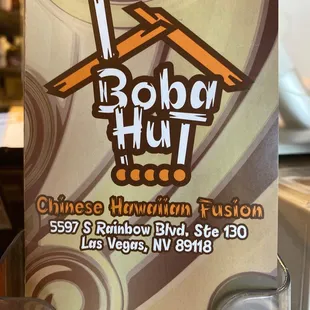 Boba
Hut
Chinese Hawaiian Fusion
5597 S Rainbow Blvd, Ste 130
Las Vegas, NV 89118